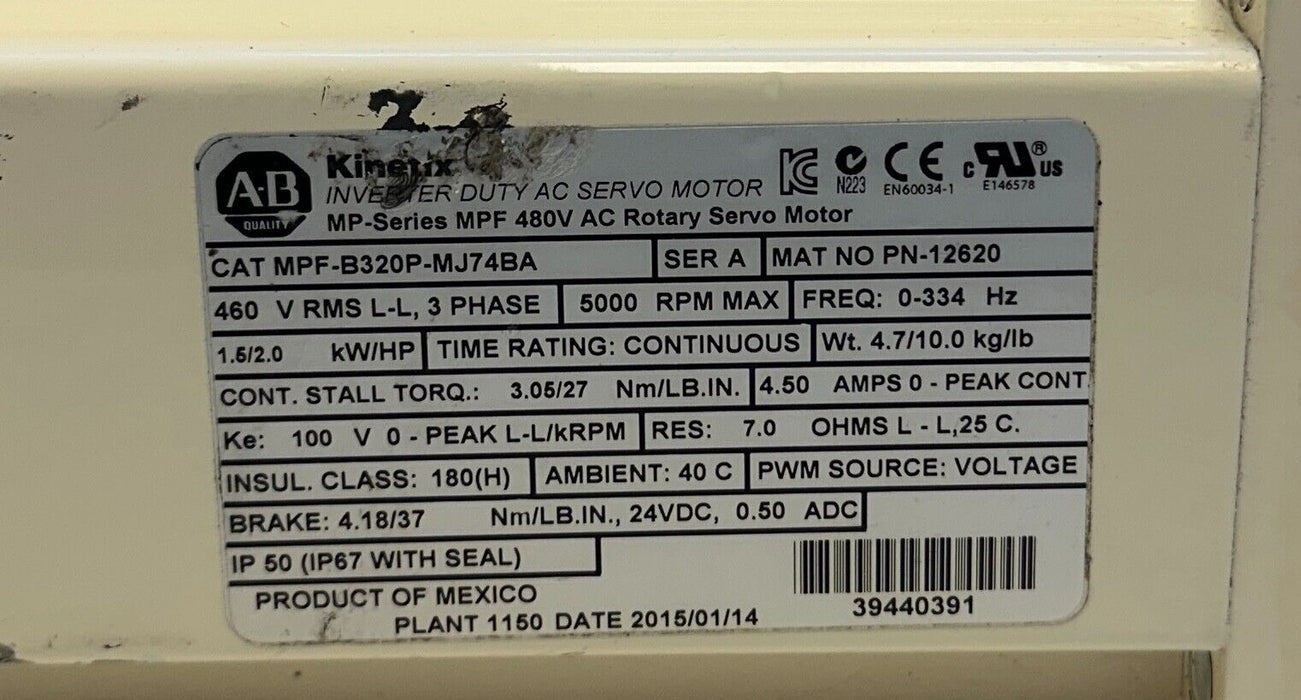 A-B
QUALITY
Kinetix
INVERTER DUTY AC SERVO MOTOR
MP-Series MPF 480V AC Rotary Servo Motor
N223
CE
EN60034-1
c RU ® US
E146578
CAT MPF-B320P-MJ74BA SER A MAT NO PN-12620
460 V RMS L-L, 3 PHASE 5000 RPM MAX FREQ: 0-334 Hz
1.5/2.0 kW/HP TIME RATING: CONTINUOUS Wt. 4.7/10.0 kg/lb
CONT. STALL TORQ.: 3.05/27 Nm/LB.IN. 4.50 AMPS 0 - PEAK CONT
Ke: 100 V 0 - PEAK L-L/kRPM RES: 7.0 OHMS L - L,25 C.
INSUL. CLASS: 180(H) AMBIENT: 40 C PWM SOURCE: VOLTAGE
BRAKE: 4.18/37 Nm/LB.IN., 24VDC, 0.50 ADC
IP 50 (IP67 WITH SEAL)
PRODUCT OF MEXICO
PLANT 1150 DATE 2015/01/14
39440391